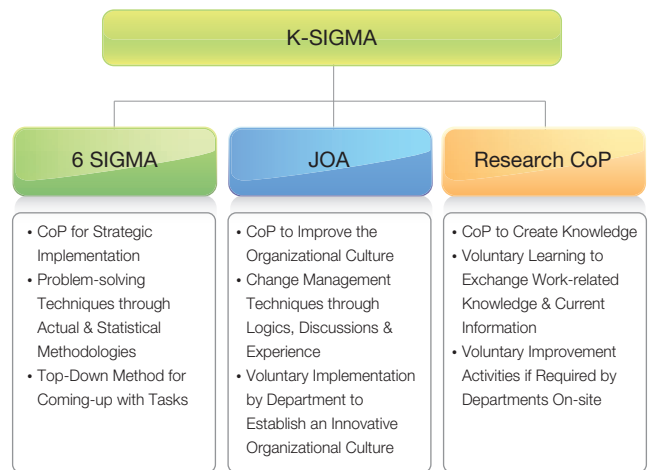 K-SIGMA
6 SIGMA
• CoP for Strategic
Implementation
• Problem-solving
Techniques through
Actual & Statistical
Methodologies
• Top-Down Method for
Coming-up with Tasks
JOA
• CoP to Improve the
Organizational Culture
• Change Management
Techniques through
Logics, Discussions &
Experience
• Voluntary Implementation
by Department to
Establish an Innovative
Organizational Culture
Research CoP
• CoP to Create Knowledge
• Voluntary Learning to
Exchange Work-related
Knowledge & Current
Information
• Voluntary Improvement
Activities if Required by
Departments On-site